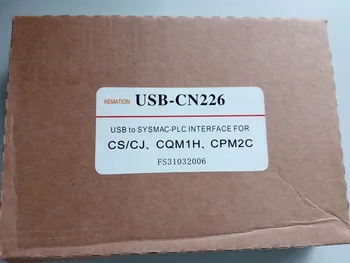 REMATION USB-CN226
USB to SYSMAC-PLC INTERFACE FOR
CS/CJ、CQM1H、CPM2C
FS31032006